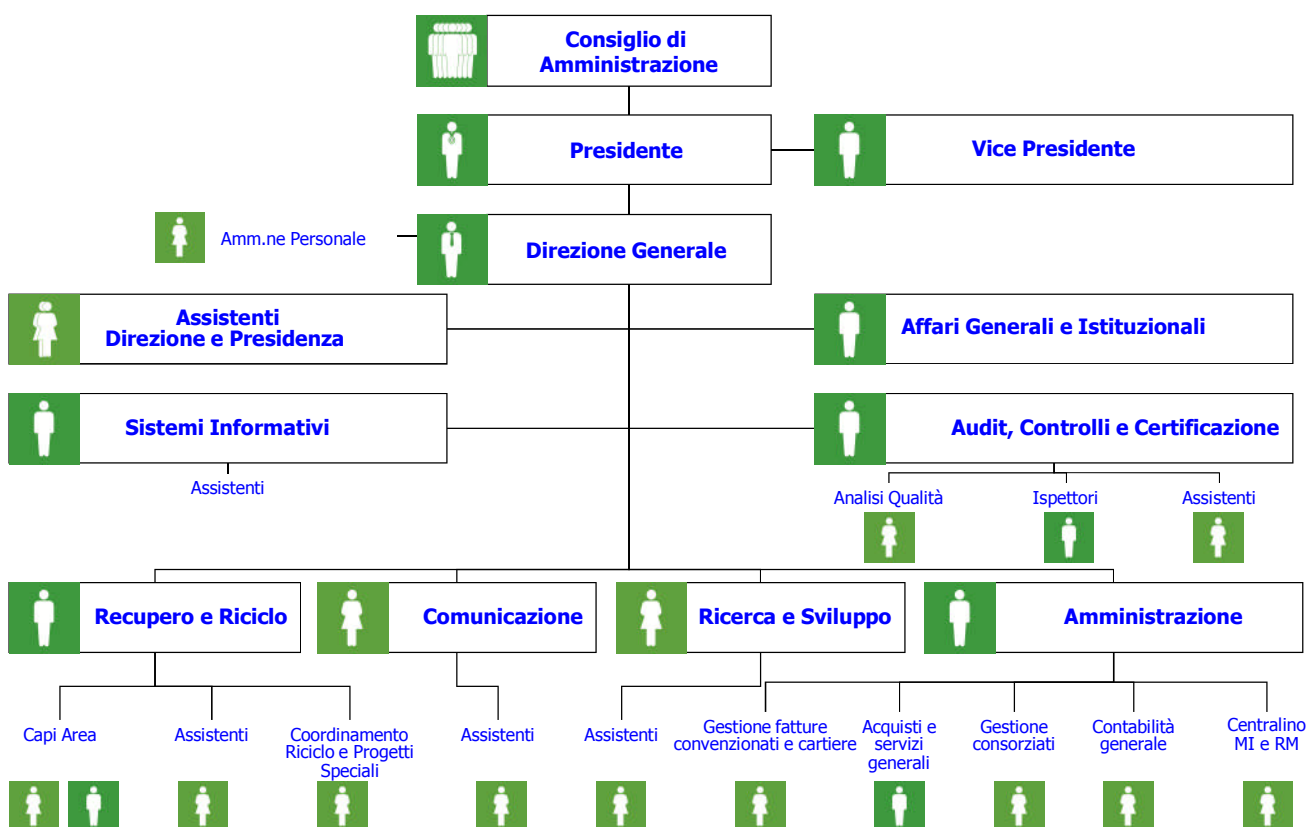 Consiglio di
Amministrazione
Presidente
Vice Presidente
Amm.ne Personale
Direzione Generale
Assistenti
Direzione e Presidenza
Affari Generali e Istituzionali
Sistemi Informativi
Audit, Controlli e Certificazione
Assistenti
Analisi Qualità
Ispettori
Assistenti
Recupero e Riciclo
Comunicazione
Ricerca e Sviluppo
Amministrazione
Capi Area
Assistenti
Coordinamento
Riciclo e Progetti
Speciali
Assistenti
Assistenti
Gestione fatture
convenzionati e cartiere
Acquisti e
servizi
generali
Gestione
consorziati
Contabilità
generale
Centralino
MI e RM